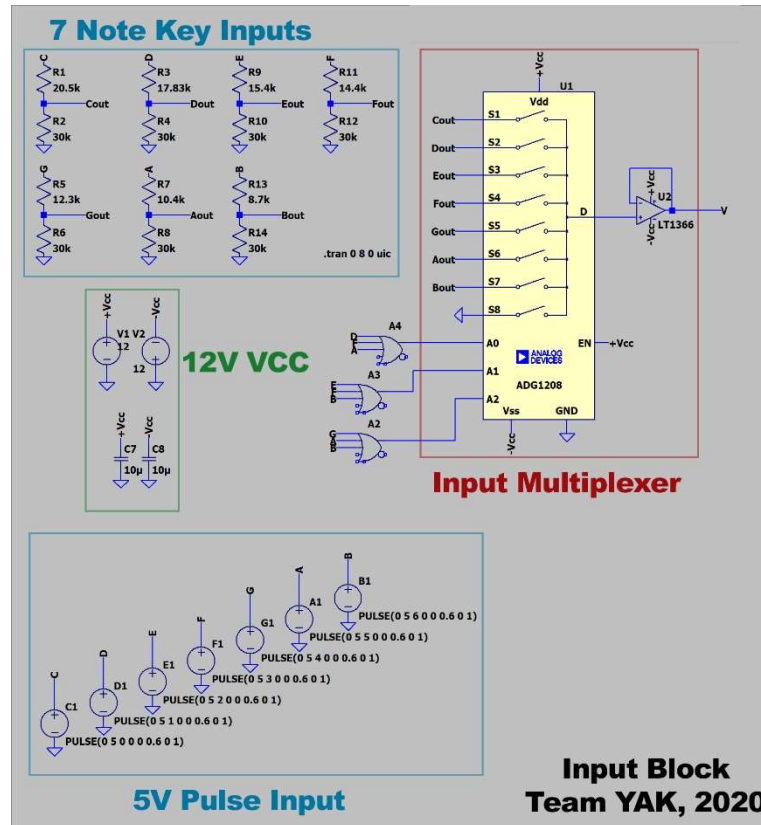 7 Note Key Inputs
C D E F
R1 R3 R9 R11
20.5k 17.83k 15.4k 14.4k
Cout Dout Eout Fout
R2 R4 R10 R12
30k 30k 30k 30k
G A B
R5 R7 R13
12.3k 10.4k 8.7k
Gout Aout Bout
R6 R8 R14
30k 30k 30k
.tran 0 8 0 uic
+Vcc
U1
Vdd
Cout S1
Dout S2
Eout S3
Fout S4
Gout S5
Aout S6
Bout S7
S8
D
+Vcc
U2
-Vcc
LT1366
V
A4
D
F
A
A0
EN +Vcc
A3
E
F
B
A1
ANALOG
DEVICES
ADG1208
A2
G
A
B
A2
Vss GND
-Vcc
Input Multiplexer
+Vcc -Vcc
V1 V2
12
12
12V VCC
+Vcc -Vcc
C7 C8
10µ 10µ
B
B1
PULSE(0 5 6 0 0 0.6 0 1)
A
A1
PULSE(0 5 5 0 0 0.6 0 1)
G
G1
PULSE(0 5 4 0 0 0.6 0 1)
F
F1
PULSE(0 5 3 0 0 0.6 0 1)
E
E1
PULSE(0 5 2 0 0 0.6 0 1)
D
D1
PULSE(0 5 1 0 0 0.6 0 1)
C
C1
PULSE(0 5 0 0 0 0.6 0 1)
5V Pulse Input
Input Block
Team YAK, 2020